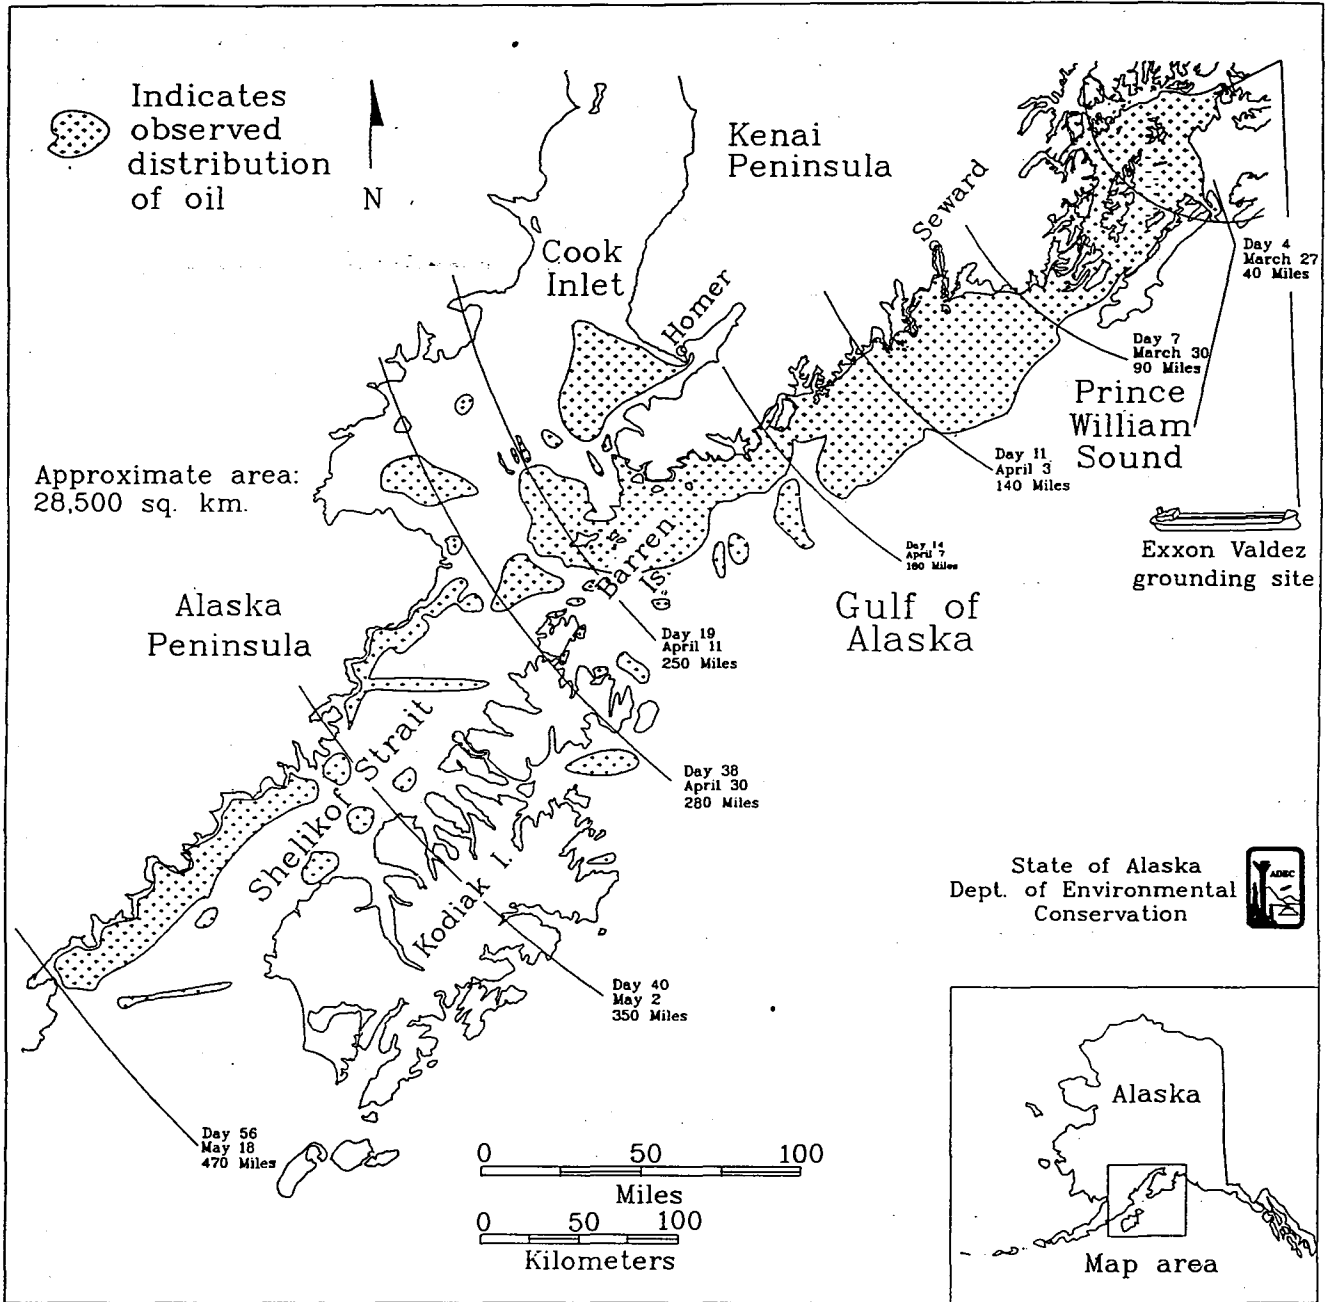 Indicates
observed
distribution
of oil
N
Kenai
Peninsula
Seward
Cook
Inlet
Homer
Day 4
March 27
40 Miles
Day 7
March 30
90 Miles
Prince
William
Sound
Day 11
April 3
140 Miles
Approximate area:
28,500 sq. km.
Exxon Valdez
grounding site
Day 14
April 7
180 Miles
Barren
Is.
Gulf of
Alaska
Alaska
Peninsula
Day 19
April 11
250 Miles
Shelikof Strait
Day 38
April 30
280 Miles
Kodiak I.
State of Alaska
Dept. of Environmental
Conservation
ADEC
Day 40
May 2
350 Miles
Day 56
May 18
470 Miles
0 50 100
Miles
0 50 100
Kilometers
Alaska
Map area